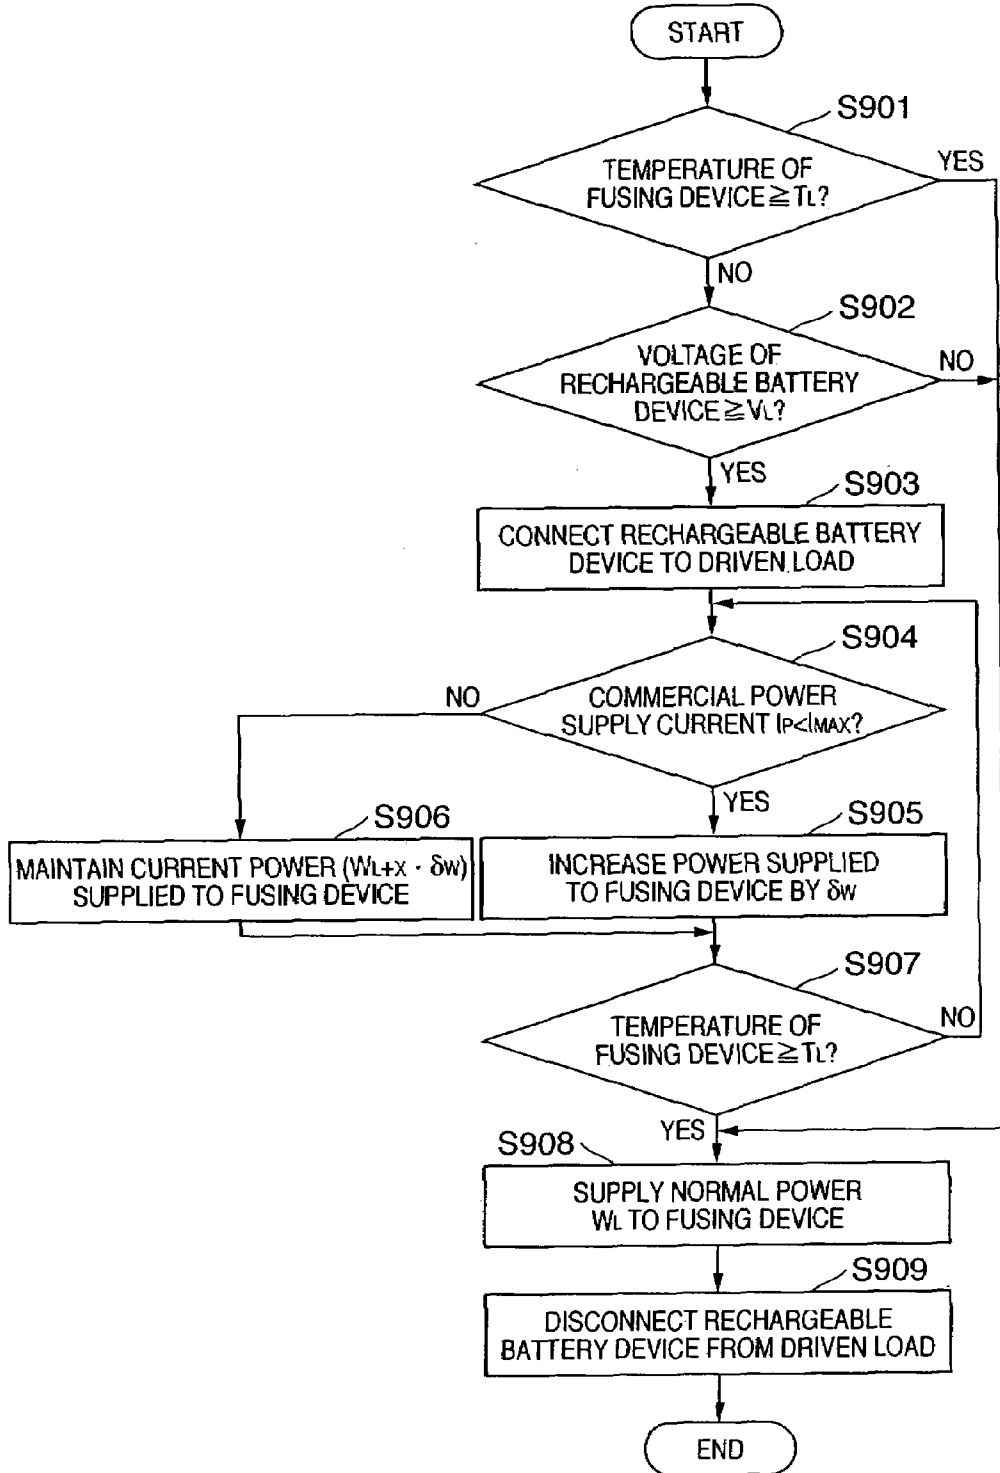 START
S901
TEMPERATURE OF
FUSING DEVICE≧TL?
YES
NO
S902
VOLTAGE OF
RECHARGEABLE BATTERY
DEVICE≧VL?
NO
YES
S903
CONNECT RECHARGEABLE BATTERY
DEVICE TO DRIVEN LOAD
S904
COMMERCIAL POWER
SUPPLY CURRENT IP<IMAX?
NO
YES
S906
MAINTAIN CURRENT POWER (WL+X · δW)
SUPPLIED TO FUSING DEVICE
S905
INCREASE POWER SUPPLIED
TO FUSING DEVICE BY δW
S907
TEMPERATURE OF
FUSING DEVICE≧TL?
NO
YES
S908
SUPPLY NORMAL POWER
WL TO FUSING DEVICE
S909
DISCONNECT RECHARGEABLE
BATTERY DEVICE FROM DRIVEN LOAD
END